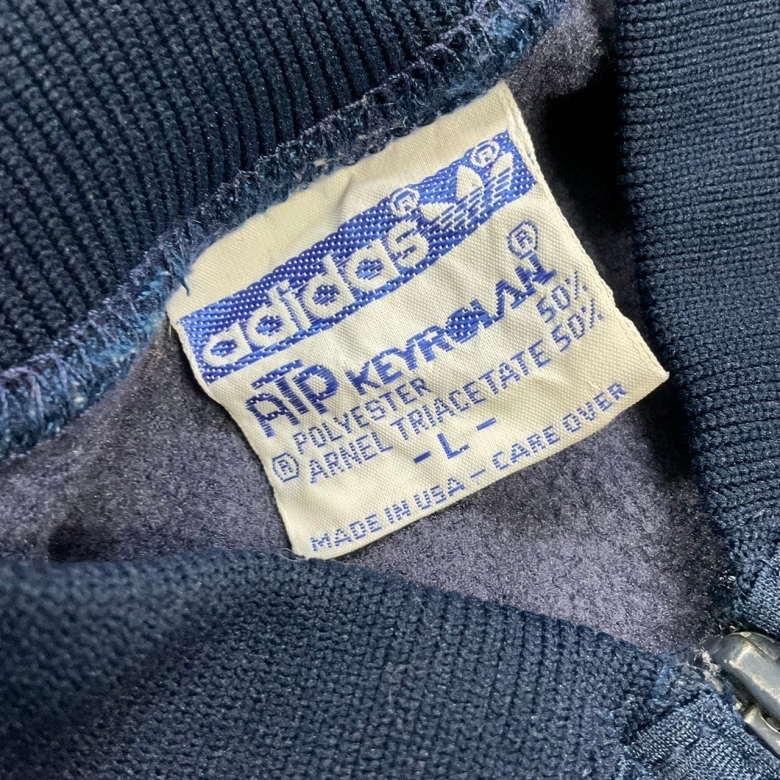 adidas ® ®
ATP KEYROLAN ®
POLYESTER 50%
® ARNEL TRIACETATE 50%
- L -
MADE IN USA - CARE OVER